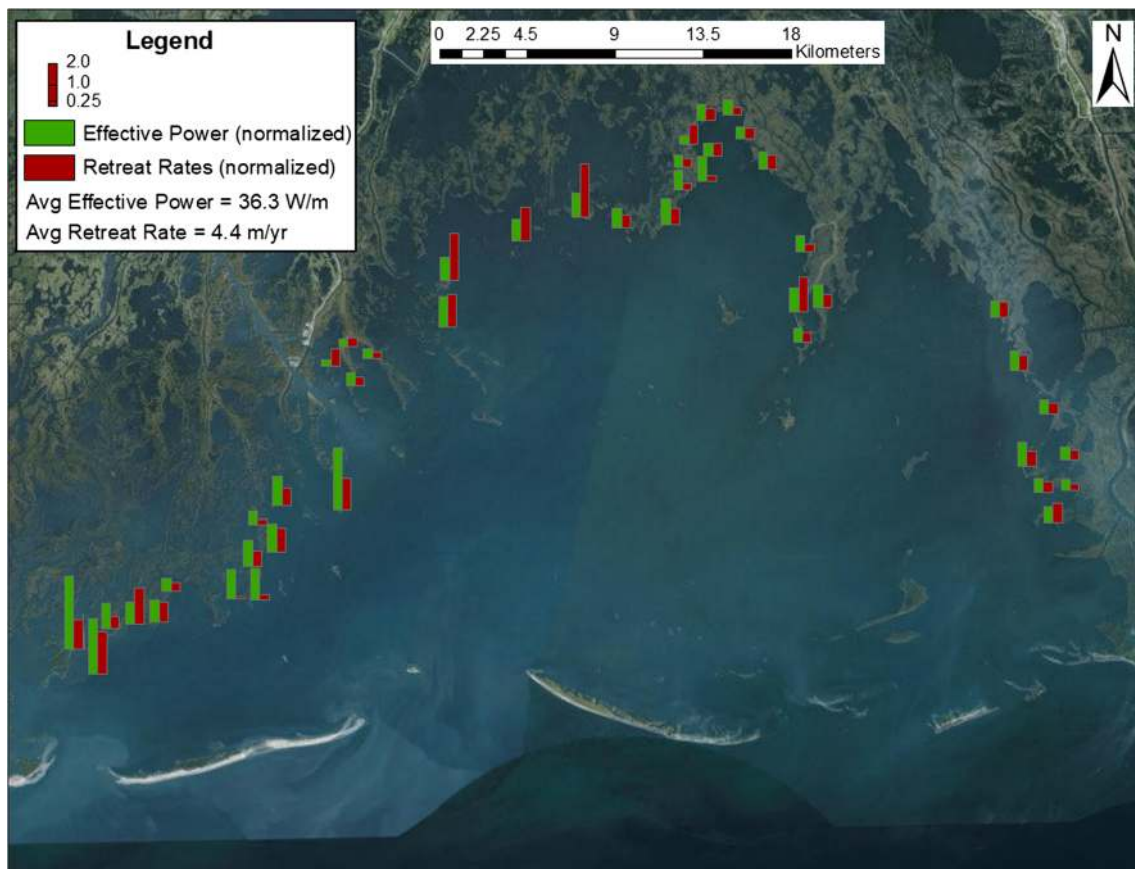 Legend
2.0
1.0
0.25
Effective Power (normalized)
Retreat Rates (normalized)
Avg Effective Power = 36.3 W/m
Avg Retreat Rate = 4.4 m/yr
0 2.25 4.5 9 13.5 18
Kilometers
N